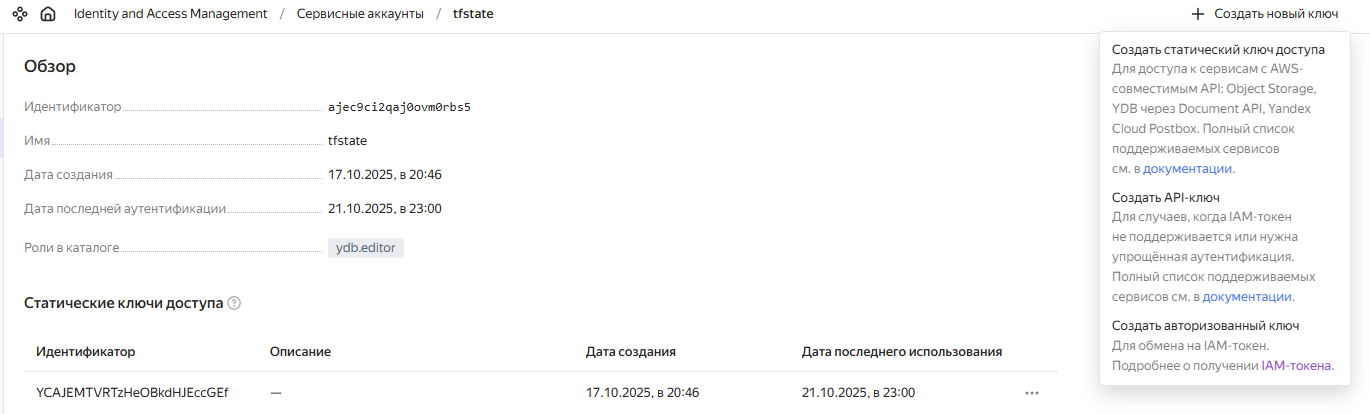 Identity and Access Management / Сервисные аккаунты / tfstate
Создать новый ключ
Обзор
Идентификатор ajec9ci2qaj0ovm0rbs5
Имя tfstate
Дата создания 17.10.2025, в 20:46
Дата последней аутентификации 21.10.2025, в 23:00
Роли в каталоге ydb.editor
Статические ключи доступа ?
Идентификатор Описание Дата создания Дата последнего использования
YCAJEMTVRTzHeOBkdHJEccGEf — 17.10.2025, в 20:46 21.10.2025, в 23:00
Создать статический ключ доступа
Для доступа к сервисам с AWS-
совместимым API: Object Storage,
YDB через Document API, Yandex
Cloud Postbox. Полный список
поддерживаемых сервисов
см. в документации.
Создать API-ключ
Для случаев, когда IAM-токен
не поддерживается или нужна
упрощённая аутентификация.
Полный список поддерживаемых
сервисов см. в документации.
Создать авторизованный ключ
Для обмена на IAM-токен.
Подробнее о получении IAM-токена.